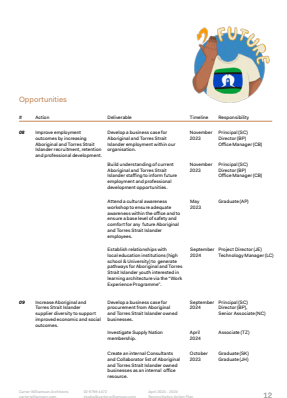 FUTURE
Opportunities
# Action Deliverable Timeline Responsibility
08 Improve employment outcomes by increasing Aboriginal and Torres Strait Islander recruitment, retention and professional development.
Develop a business case for Aboriginal and Torres Strait Islander employment within our organisation.
November 2023
Principal (SC)
Director (BP)
Office Manager (CB)
Build understanding of current Aboriginal and Torres Strait Islander staffing to inform future employment and professional development opportunities.
November 2023
Principal (SC)
Director (BP)
Office Manager (CB)
Attend a cultural awareness workshop to ensure adequate awareness within the office and to ensure a base level of safety and comfort for any future Aboriginal and Torres Strait Islander employees.
May 2023
Graduate (AP)
Establish relationships with local education institutions (high school & University) to generate pathways for Aboriginal and Torres Strait Islander youth interested in learning architecture via the "Work Experience Programme".
September 2024
Project Director (JE)
Technology Manager (LC)
09 Increase Aboriginal and Torres Strait Islander supplier diversity to support improved economic and social outcomes.
Develop a business case for procurement from Aboriginal and Torres Strait Islander owned businesses.
September 2024
Principal (SC)
Director (BP),
Senior Associate (NC)
Investigate Supply Nation membership.
April 2024
Associate (TZ)
Create an internal Consultants and Collaborator list of Aboriginal and Torres Strait Islander owned businesses as an internal office resource.
October 2023
Graduate (SK)
Graduate (JH)
12